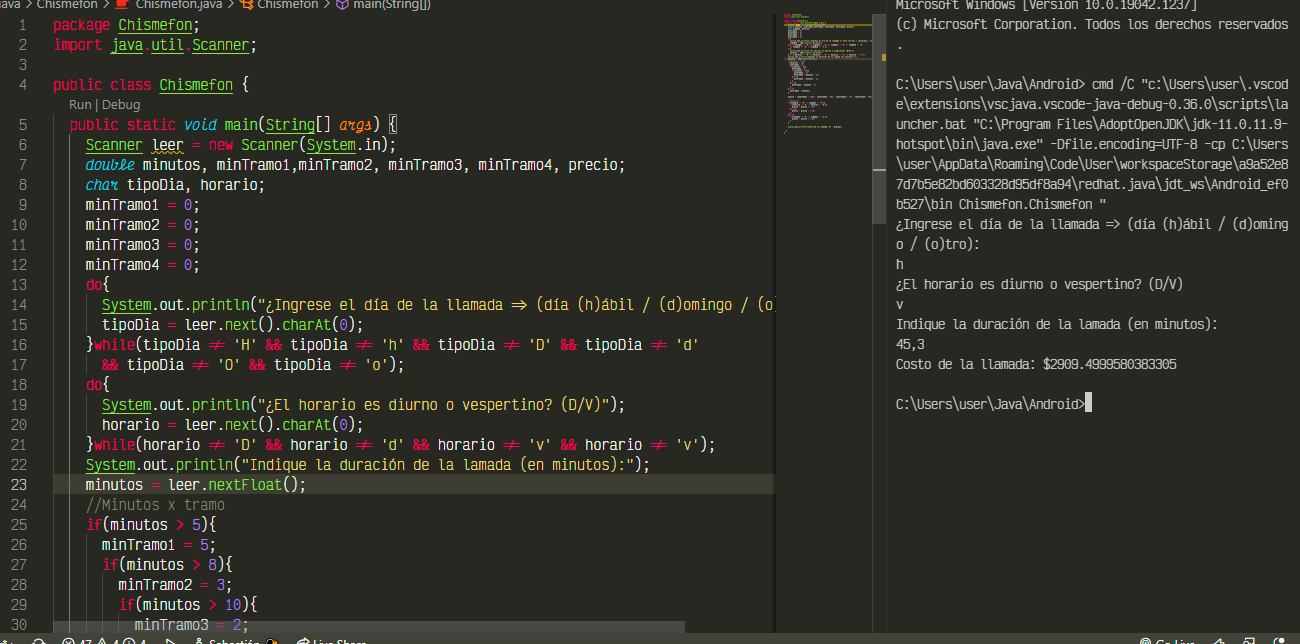 java > Chismefon > Chismefon.java > Chismefon > main(String[])
1 package Chismefon;
2 import java.util.Scanner;
3
4 public class Chismefon {
Run | Debug
5 public static void main(String[] args) {
6 Scanner leer = new Scanner(System.in);
7 double minutos, minTramo1,minTramo2, minTramo3, minTramo4, precio;
8 char tipoDia, horario;
9 minTramo1 = 0;
10 minTramo2 = 0;
11 minTramo3 = 0;
12 minTramo4 = 0;
13 do{
14 System.out.println("¿Ingrese el día de la llamada => (día (h)ábil / (d)omingo / (o)
15 tipoDia = leer.next().charAt(0);
16 }while(tipoDia != 'H' && tipoDia != 'h' && tipoDia != 'D' && tipoDia != 'd'
17 && tipoDia != 'O' && tipoDia != 'o');
18 do{
19 System.out.println("¿El horario es diurno o vespertino? (D/V)");
20 horario = leer.next().charAt(0);
21 }while(horario != 'D' && horario != 'd' && horario != 'v' && horario != 'v');
22 System.out.println("Indique la duración de la lamada (en minutos):");
23 minutos = leer.nextFloat();
24 //Minutos x tramo
25 if(minutos > 5){
26 minTramo1 = 5;
27 if(minutos > 8){
28 minTramo2 = 3;
29 if(minutos > 10){
30 minTramo3 = 2;
47 4 4 Sebastián Live Share
Microsoft Windows [Versión 10.0.19042.1237]
(c) Microsoft Corporation. Todos los derechos reservados
.
C:\Users\user\Java\Android> cmd /C "c:\Users\user\.vscod
e\extensions\vscjava.vscode-java-debug-0.36.0\scripts\la
uncher.bat "C:\Program Files\AdoptOpenJDK\jdk-11.0.11.9-
hotspot\bin\java.exe" -Dfile.encoding=UTF-8 -cp C:\Users
\user\AppData\Roaming\Code\User\workspaceStorage\a9a52e8
7d7b5e82bd603328d95df8a94\redhat.java\jdt_ws\Android_ef0
b527\bin Chismefon.Chismefon "
¿Ingrese el día de la llamada => (día (h)ábil / (d)oming
o / (o)tro):
h
¿El horario es diurno o vespertino? (D/V)
v
Indique la duración de la lamada (en minutos):
45,3
Costo de la llamada: $2909.4999580383305
C:\Users\user\Java\Android>
Go Live